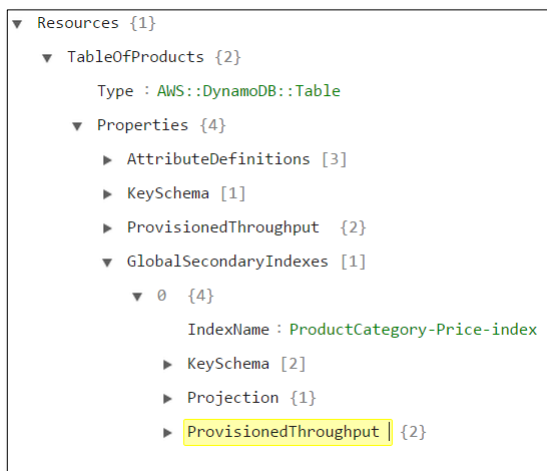 Resources {1}
TableOfProducts {2}
Type : AWS::DynamoDB::Table
Properties {4}
AttributeDefinitions [3]
KeySchema [1]
ProvisionedThroughput {2}
GlobalSecondaryIndexes [1]
0 {4}
IndexName : ProductCategory-Price-index
KeySchema [2]
Projection {1}
ProvisionedThroughput {2}